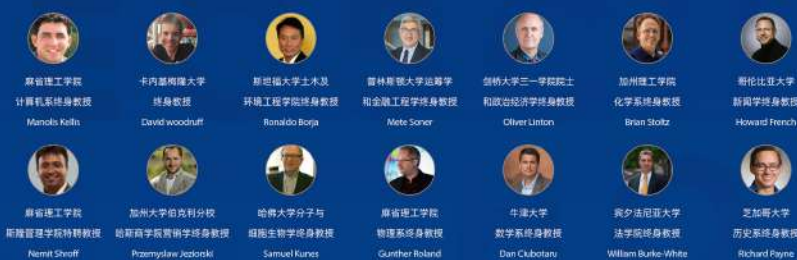 麻省理工学院 卡内基梅隆大学 斯坦福大学土木及 普林斯顿大学运筹学 剑桥大学三一学院院士 加州理工学院 哥伦比亚大学
计算机系终身教授 终身教授 环境工程学院终身教授 和金融工程学终身教授 和政治经济学终身教授 化学系终身教授 新闻学终身教授
Manolis Kellis David woodruff Ronaldo Borja Mete Soner Oliver Linton Brian Stoltz Howard French
麻省理工学院 加州大学伯克利分校 哈佛大学分子与 麻省理工学院 牛津大学 宾夕法尼亚大学 芝加哥大学
斯隆管理学院特聘教授 哈斯商学院营销学终身教授 细胞生物学终身教授 物理系终身教授 数学系终身教授 法学院终身教授 历史系终身教授
Nemit Shroff Przemyslaw Jeziorski Samuel Kunes Gunther Roland Dan Ciubotaru William Burke-White Richard Payne